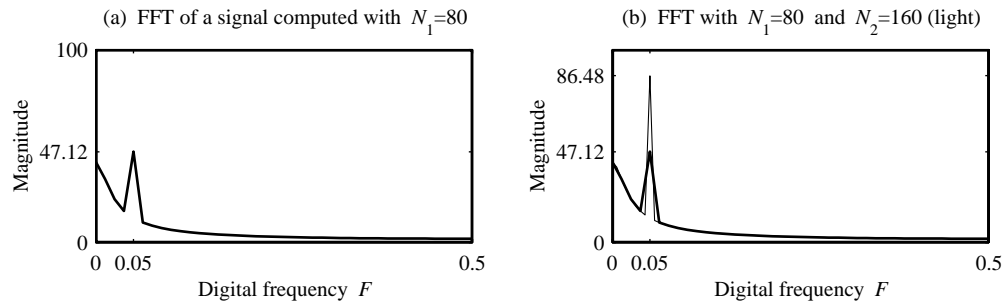 (a) FFT of a signal computed with N1=80
100
47.12
0
Magnitude
0 0.05 0.5
Digital frequency F
(b) FFT with N1=80 and N2=160 (light)
86.48
47.12
0
Magnitude
0 0.05 0.5
Digital frequency F